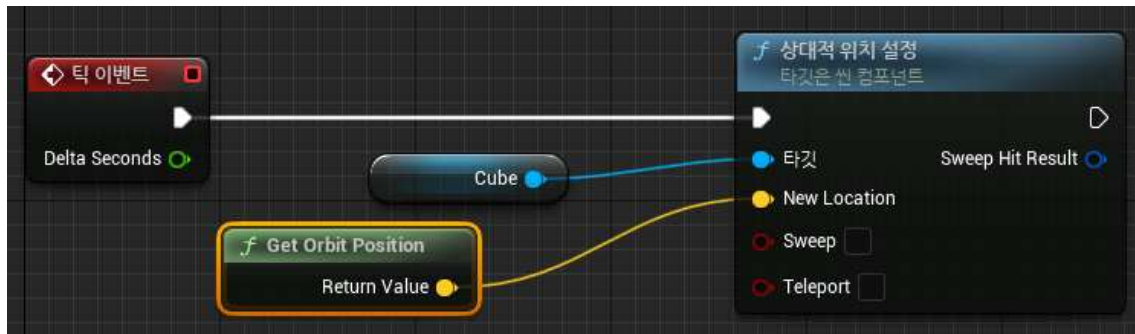 틱 이벤트
Delta Seconds
Cube
f Get Orbit Position
Return Value
f 상대적 위치 설정
타깃은 씬 컴포넌트
타깃
Sweep Hit Result
New Location
Sweep
Teleport